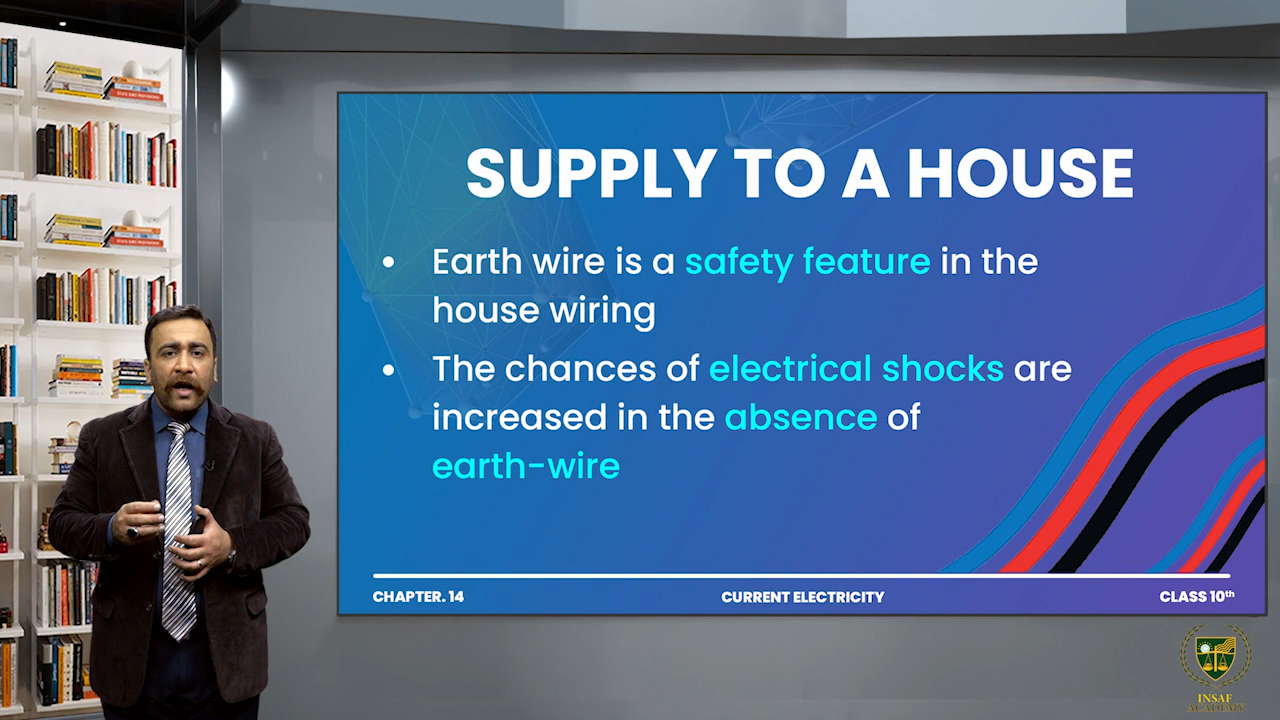 SUPPLY TO A HOUSE
• Earth wire is a safety feature in the
house wiring
• The chances of electrical shocks are
increased in the absence of
earth-wire
CHAPTER. 14
CURRENT ELECTRICITY
CLASS 10th
INSAF
ACADEMY